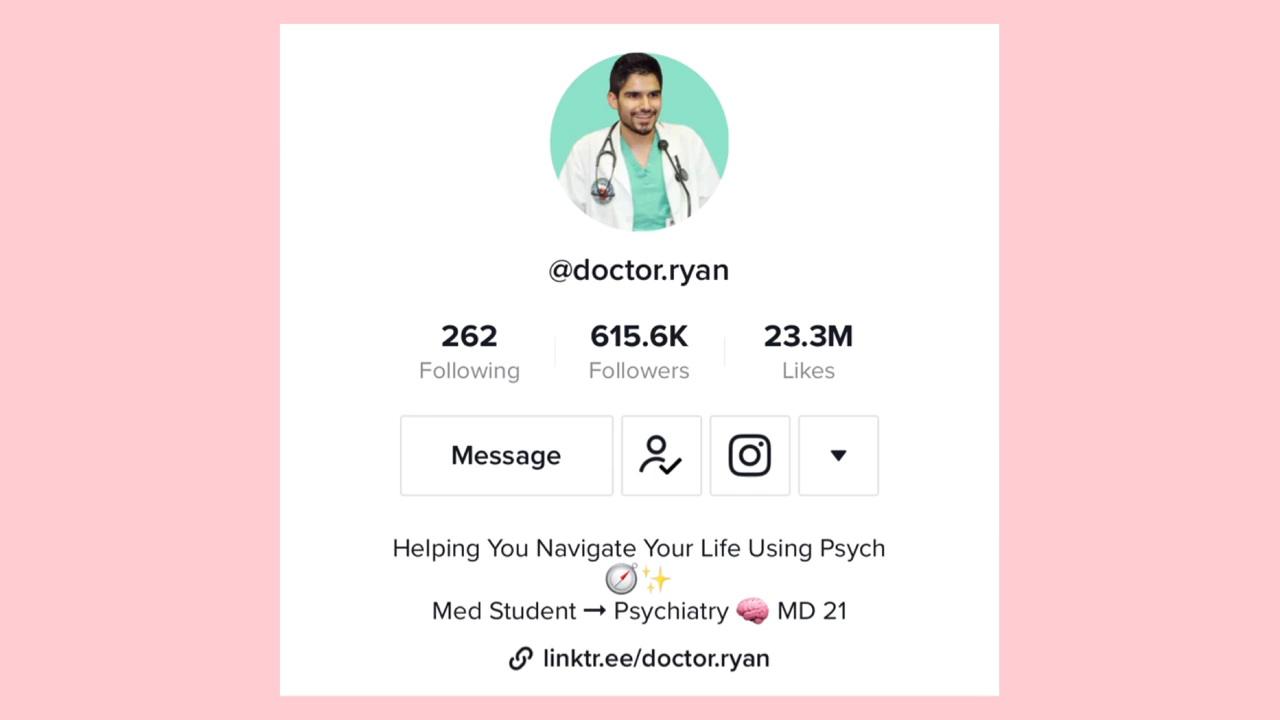 @doctor.ryan
262 615.6K 23.3M
Following Followers Likes
Message
Helping You Navigate Your Life Using Psych
🧭✨
Med Student ➞ Psychiatry 🧠 MD 21
linktr.ee/doctor.ryan